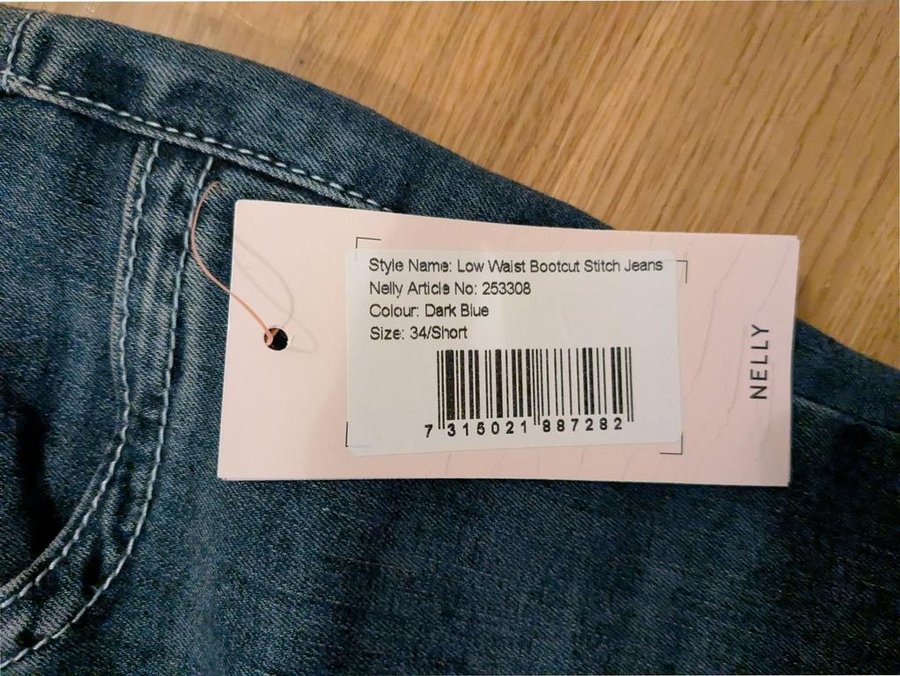 Style Name: Low Waist Bootcut Stitch Jeans
Nelly Article No: 253308
Colour: Dark Blue
Size: 34/Short
7 315021 887282
NELLY